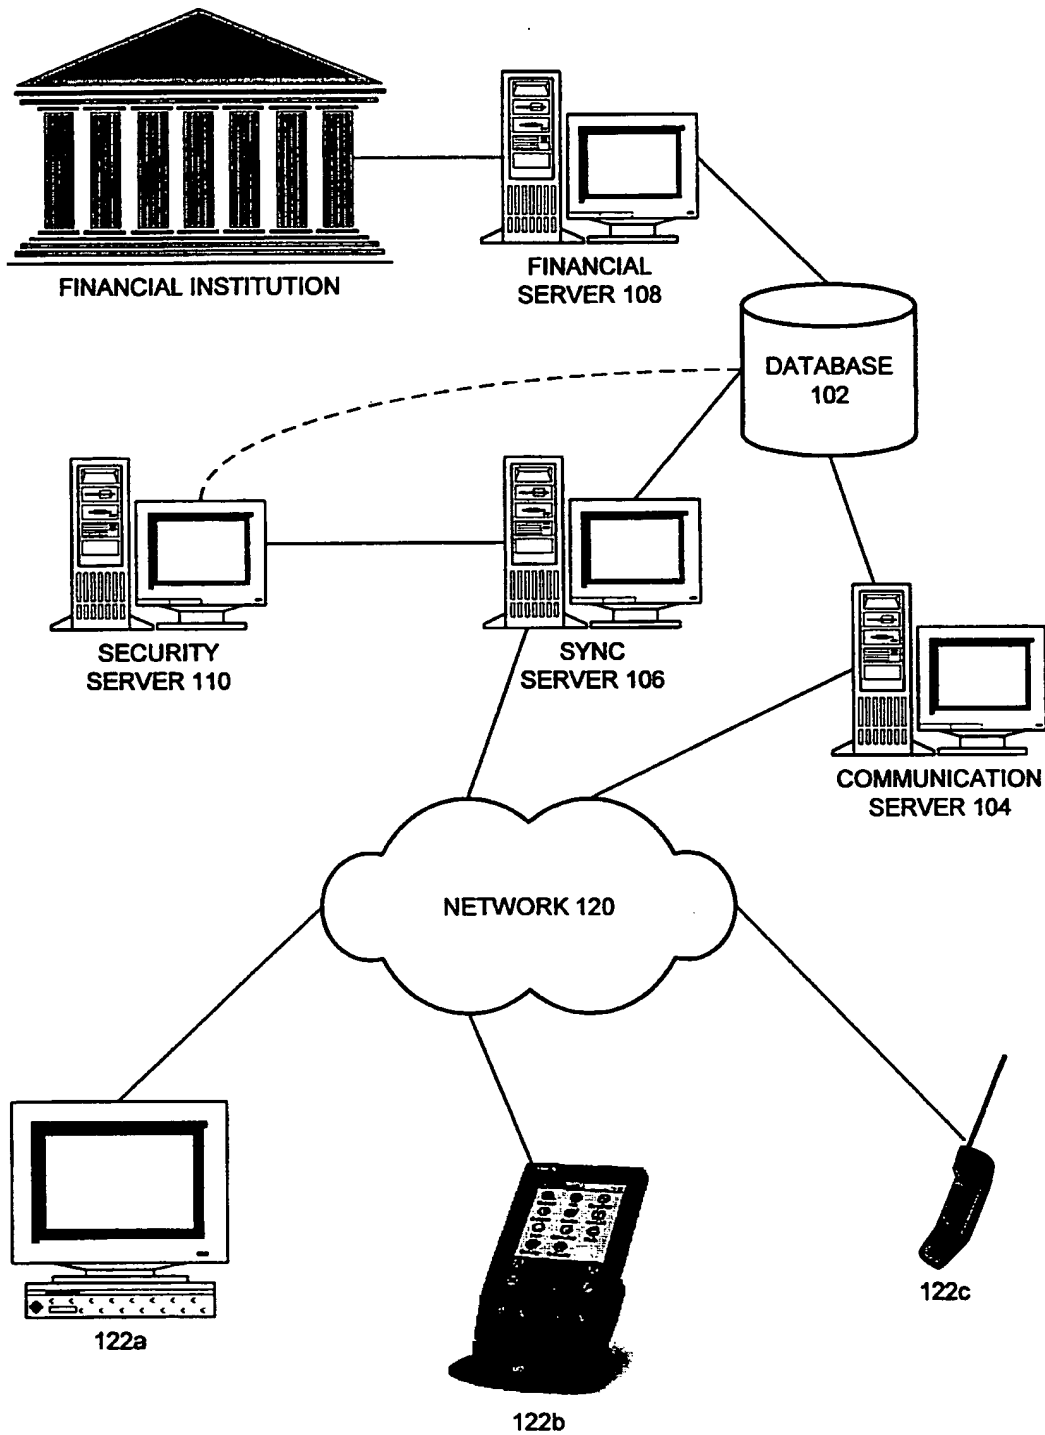 FINANCIAL INSTITUTION
FINANCIAL
SERVER 108
DATABASE
102
SECURITY
SERVER 110
SYNC
SERVER 106
COMMUNICATION
SERVER 104
NETWORK 120
122a
122b
122c